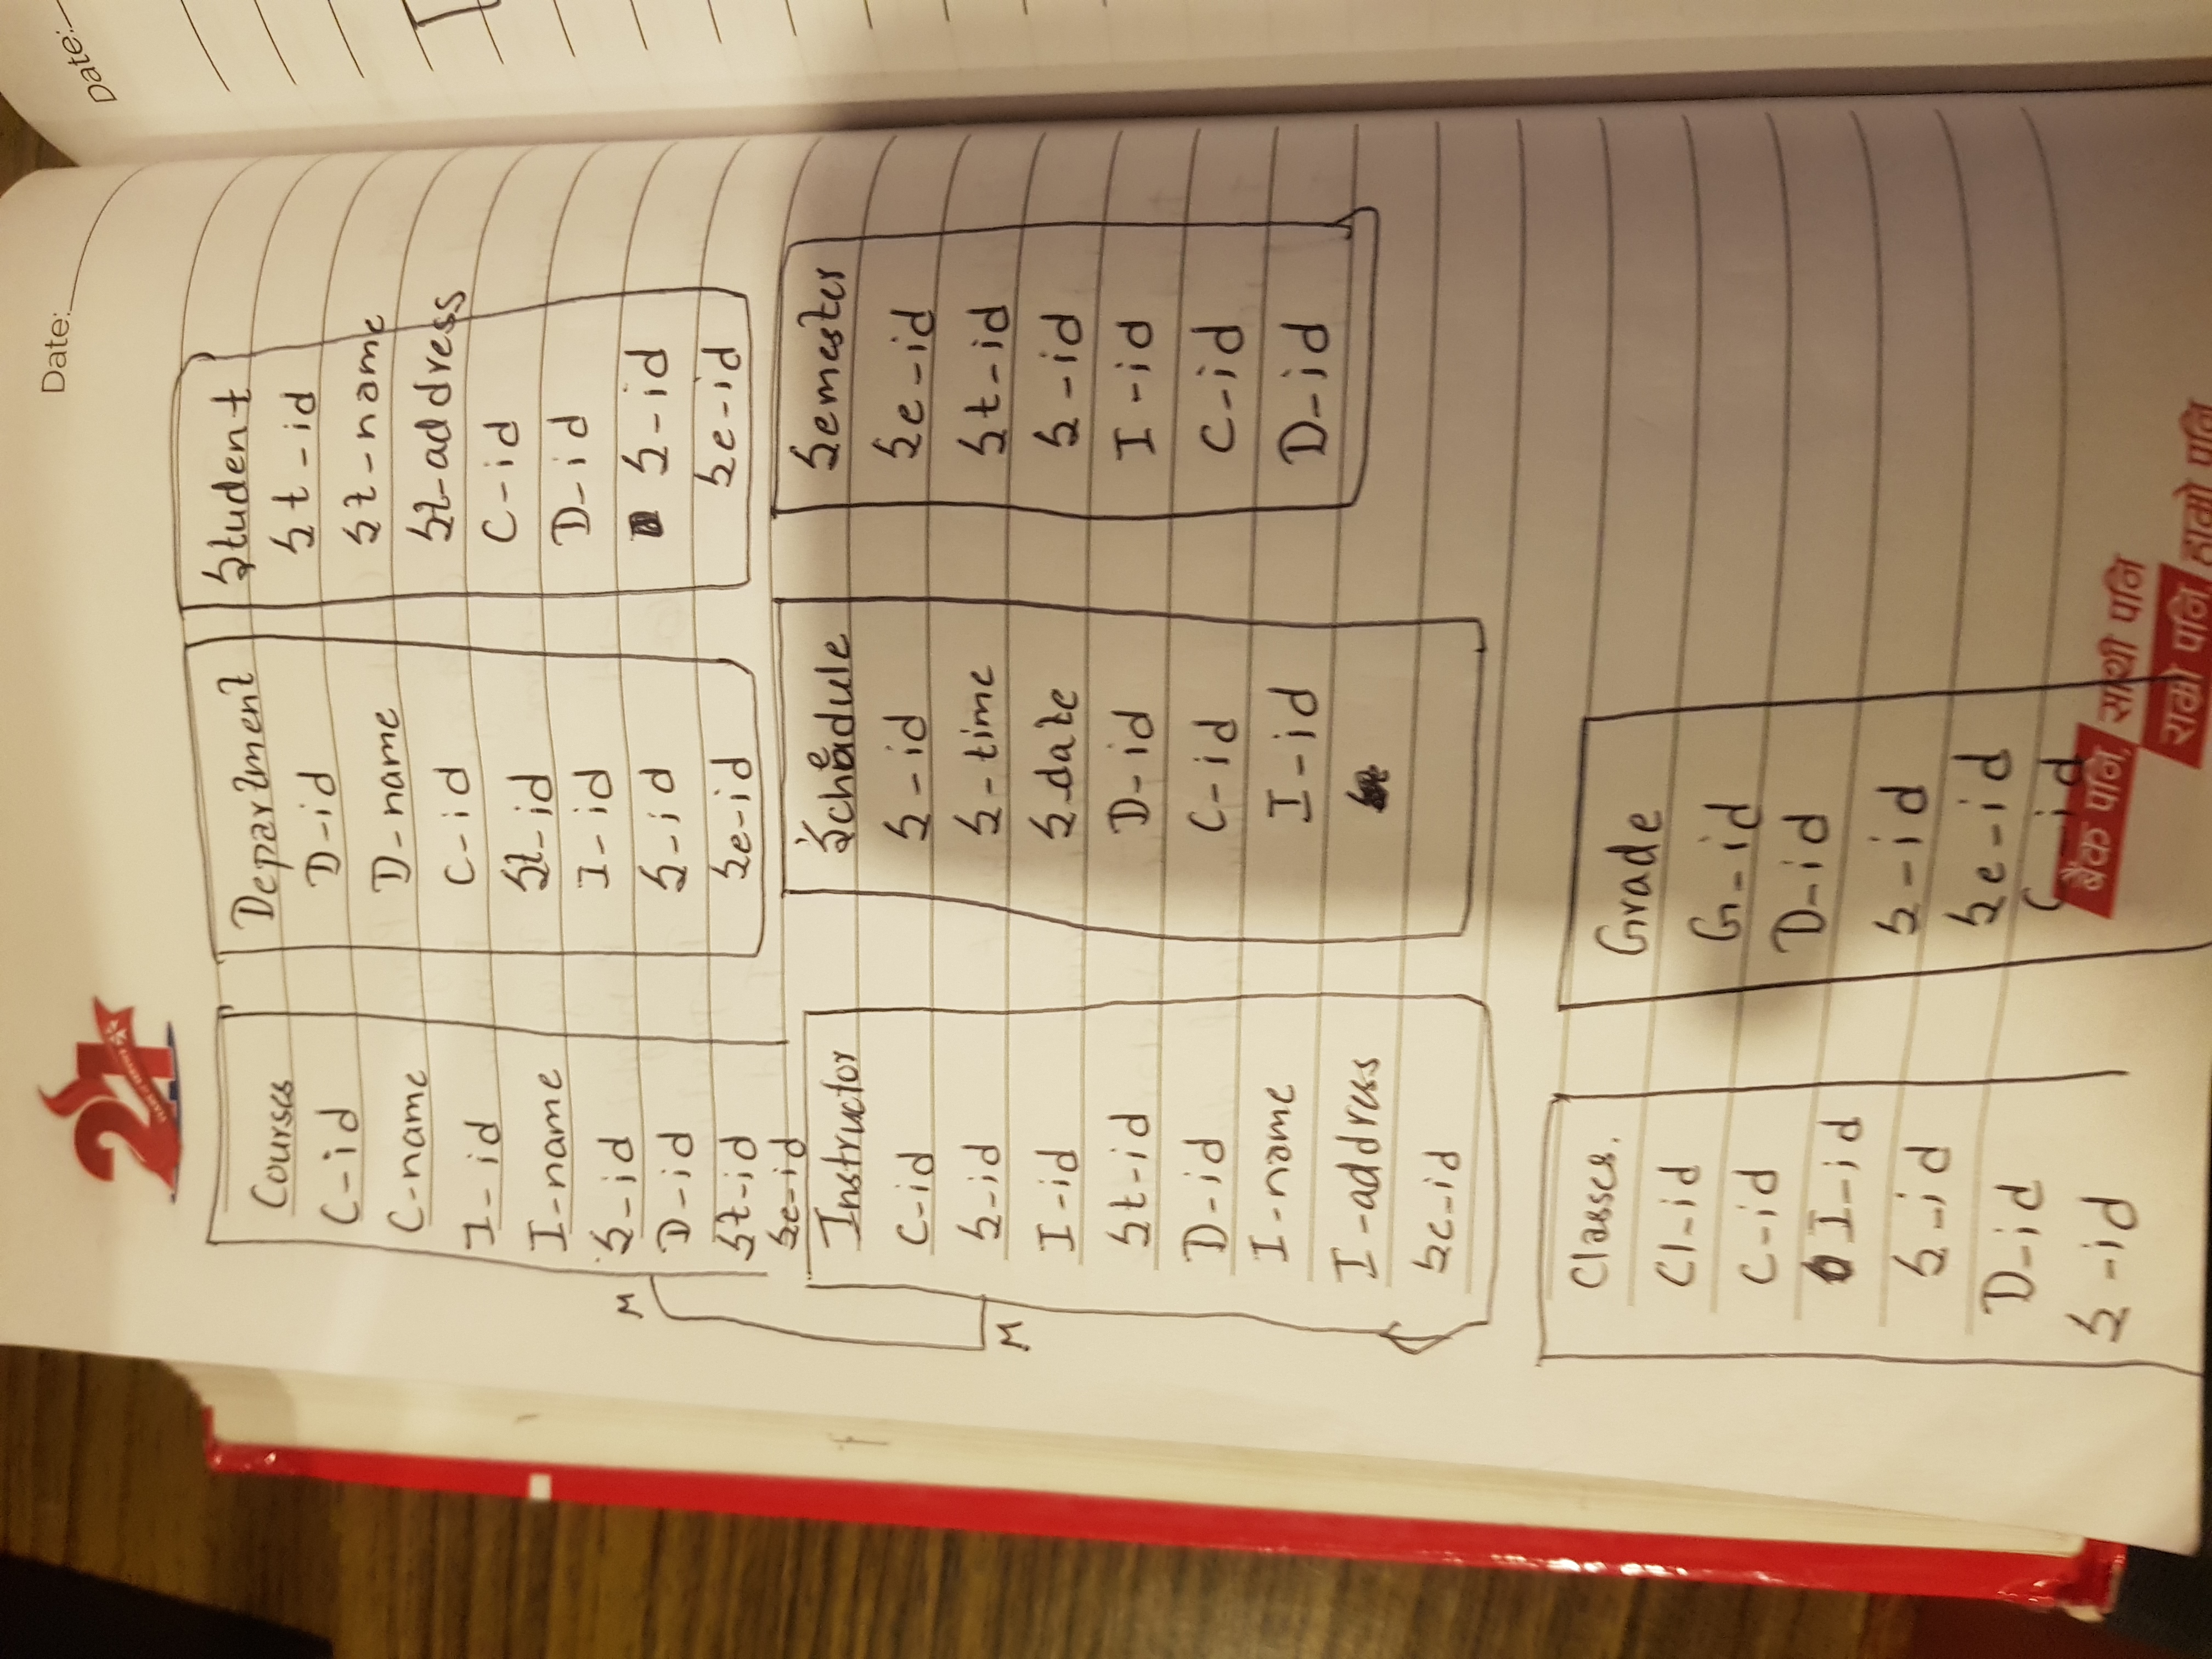 21
YEARS of SERVICE
Date:
Date:
Courses
C-id
C-name
I-id
I-name
S-id
D-id
St-id
Se-id
Department
D-id
D-name
C-id
St-id
I-id
S-id
Se-id
Student
St-id
St-name
St-address
C-id
D-id
S-id
Se-id
M
M
Instructor
C-id
S-id
I-id
St-id
D-id
I-name
I-address
Se-id
Schedule
S-id
S-time
S-date
D-id
C-id
I-id
Semester
Se-id
St-id
S-id
I-id
C-id
D-id
Classes.
Cl-id
C-id
I-id
S-id
D-id
S-id
Grade
G-id
D-id
S-id
Se-id
C-id
बैंक पनि, साथी पनि
राम्रो पनि हाम्रो पनि